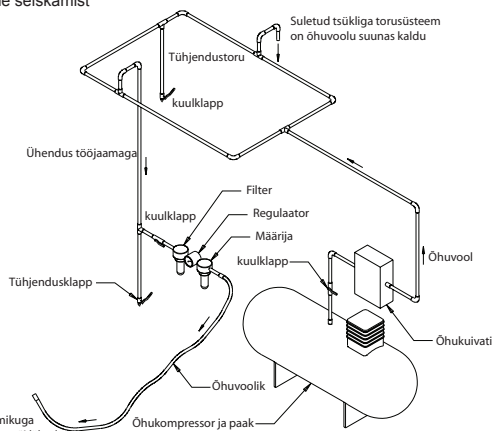 seiskamist
Suletud tsükliga torusüsteem
on õhuvoolu suunas kaldu
Tühjendustoru
kuulklapp
Ühendus tööjaamaga
Filter
kuulklapp
Regulaator
Määrija
kuulklapp
Õhuvool
Tühjendusklapp
Õhukuivati
Õhuvoolik
Õhukompressor ja paak